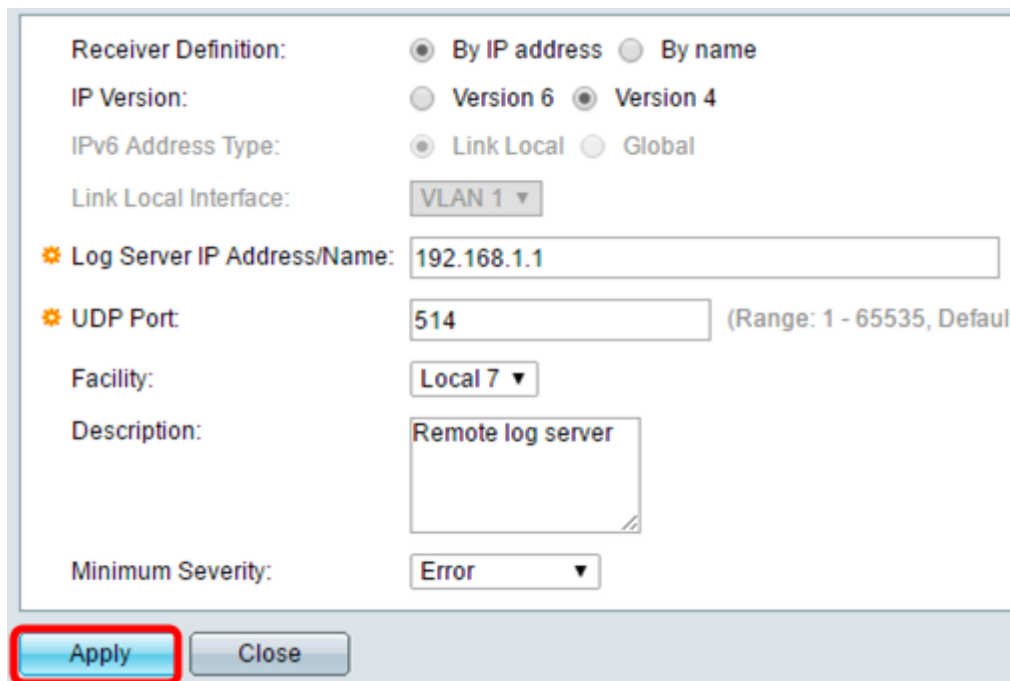 Receiver Definition: By IP address By name
IP Version: Version 6 Version 4
IPv6 Address Type: Link Local Global
Link Local Interface: VLAN 1
Log Server IP Address/Name: 192.168.1.1
UDP Port: 514 (Range: 1 - 65535, Defaul
Facility: Local 7
Description: Remote log server
Minimum Severity: Error
Apply Close